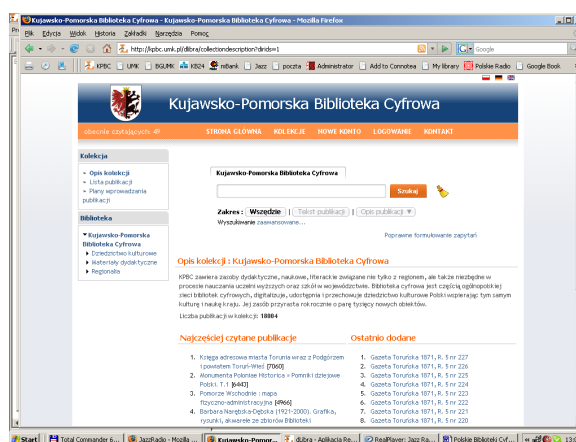 Kujawsko-Pomorska Biblioteka Cyfrowa - Kujawsko-Pomorska Biblioteka Cyfrowa - Mozilla Firefox
Plik Edycja Widok Historia Zakładki Narzędzia Pomoc
http://kpbc.umk.pl/dlibra/collectiondescription?dirids=1
Google
KPBC UMK BGUMK KB24 mBank Jazz poczta Administrator Add to Connotea My library Polskie Radio Google Book
Kujawsko-Pomorska Biblioteka Cyfrowa
obecnie czytających: 49
STRONA GŁÓWNA KOLEKCJE NOWE KONTO LOGOWANIE KONTAKT
Kolekcja
Opis kolekcji
Lista publikacji
Plany wprowadzania publikacji
Biblioteka
Kujawsko-Pomorska
Biblioteka Cyfrowa
Dziedzictwo kulturowe
Materiały dydaktyczne
Regionalia
Kujawsko-Pomorska Biblioteka Cyfrowa
Szukaj
Zakres: Wszędzie | Tekst publikacji | Opis publikacji
Wyszukiwanie zaawansowane...
Poprawne formułowanie zapytań
Opis kolekcji : Kujawsko-Pomorska Biblioteka Cyfrowa
KPBC zawiera zasoby dydaktyczne, naukowe, literackie związane nie tylko z regionem, ale także niezbędne w
procesie nauczania uczelni wyższych oraz szkół w województwie. Biblioteka cyfrowa jest częścią ogólnopolskiej
sieci bibliotek cyfrowych, digitalizuje, udostępnia i przechowuje dziedzictwo kulturowe Polski wspierając tym samym
kulturę i naukę kraju. Jej zasób przyrasta rokrocznie o parę tysięcy nowych obiektów.
Liczba publikacji w kolekcji: 18004
Najczęściej czytane publikacje
1. Księga adresowa miasta Torunia wraz z Podgórzem
i powiatem Toruń-Wieś [7060]
2. Monumenta Poloniae Historica = Pomniki dziejowe
Polski. T.1 [6443]
3. Pomorze Wschodnie : mapa
fizyczno-administracyjna [4966]
4. Barbara Narębska-Dębska (1921-2000). Grafika,
rysunki, akwarele ze zbiorów Biblioteki
Ostatnio dodane
1. Gazeta Toruńska 1871, R. 5 nr 227
2. Gazeta Toruńska 1871, R. 5 nr 226
3. Gazeta Toruńska 1871, R. 5 nr 225
4. Gazeta Toruńska 1871, R. 5 nr 224
5. Gazeta Toruńska 1871, R. 5 nr 223
6. Gazeta Toruńska 1871, R. 5 nr 222
7. Gazeta Toruńska 1871, R. 5 nr 221
8. Gazeta Toruńska 1871, R. 5 nr 220
Start Total Commander 6... JazzRadio - Mozilla ... Kujawsko-Pomor... dLibra - Aplikacja Re... RealPlayer: Jazz Ra... Polskie Biblioteki Cyf...